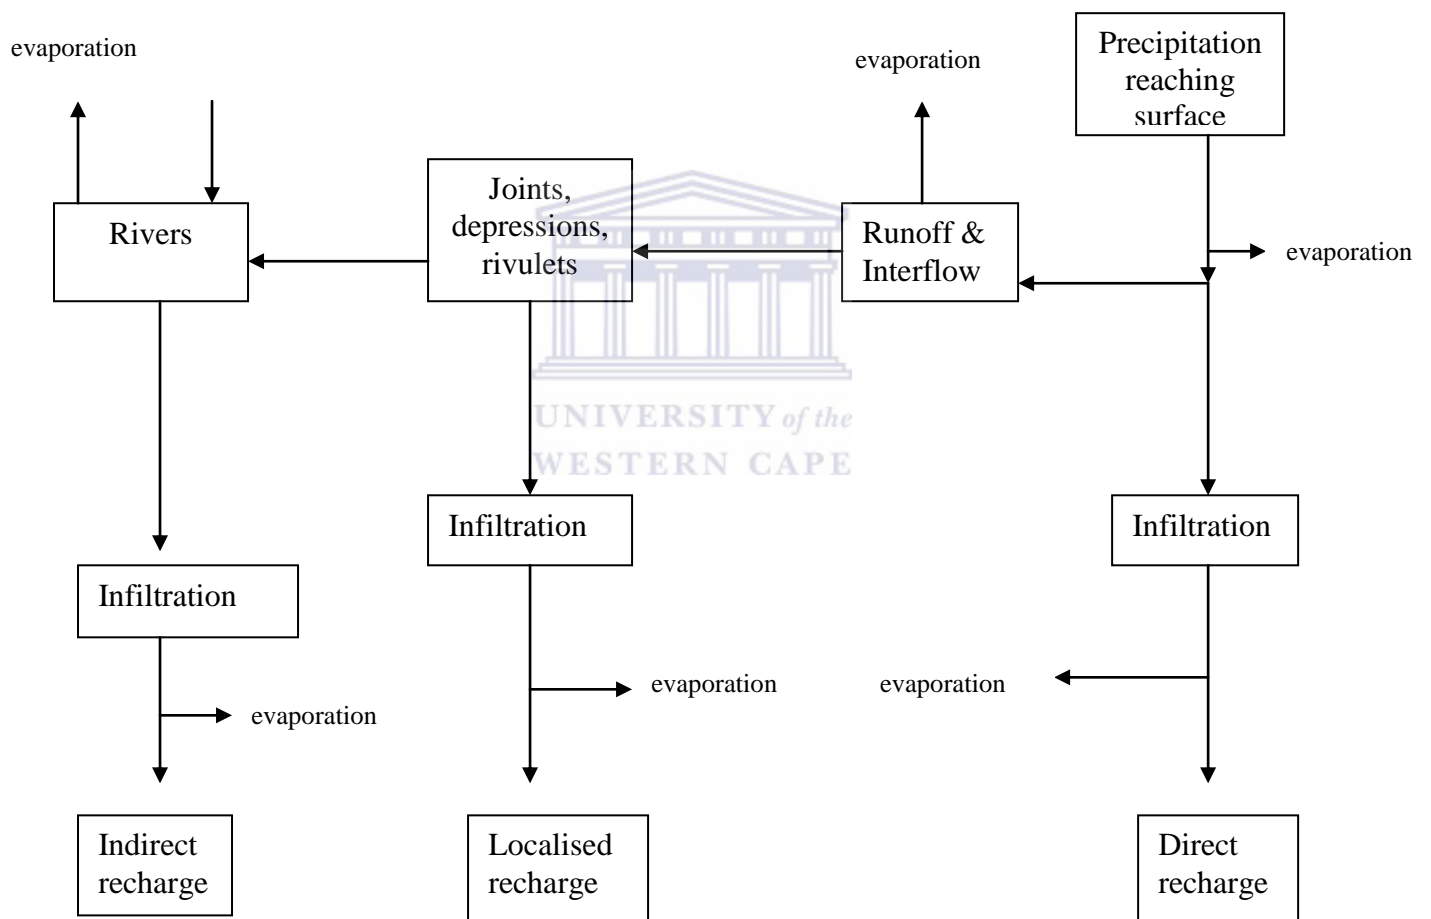 evaporation
evaporation
Precipitation
reaching
surface
Rivers
Joints,
depressions,
rivulets
Runoff &
Interflow
evaporation
UNIVERSITY of the
WESTERN CAPE
Infiltration
Infiltration
Infiltration
evaporation
evaporation
evaporation
Indirect
recharge
Localised
recharge
Direct
recharge